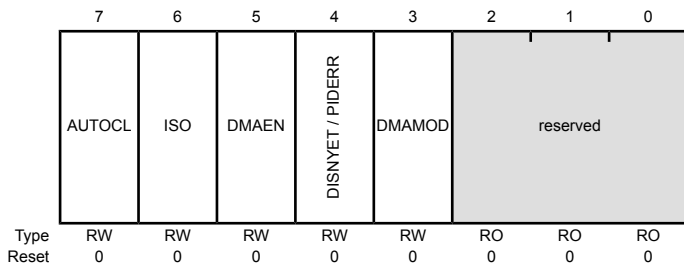 7 6 5 4 3 2 1 0
AUTOCL ISO DMAEN DISNYET / PIDERR DMAMOD reserved
Type RW RW RW RW RW RO RO RO
Reset 0 0 0 0 0 0 0 0